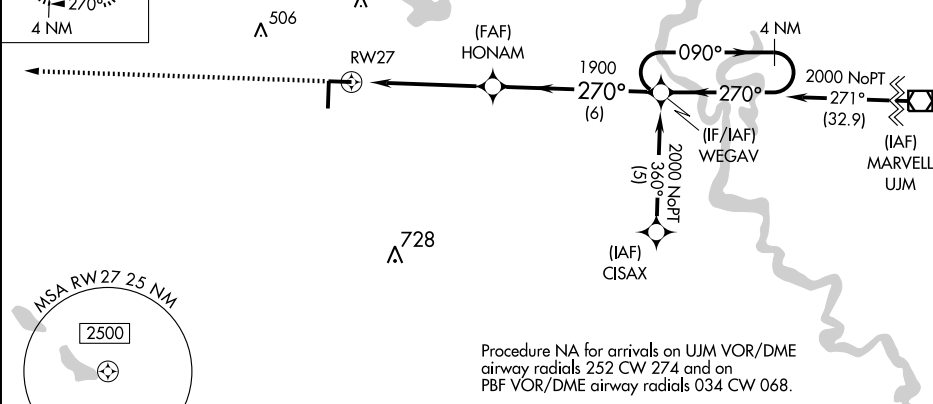 270°
4 NM
506
RW27
(FAF)
HONAM
1900
270°
(6)
090°
4 NM
270°
2000 NoPT
271°
(32.9)
(IAF)
MARVELL
UJM
(IF/IAF)
WEGAV
2000 NoPT
360°
(5)
(IAF)
CISAX
728
MSA RW27 25 NM
2500
Procedure NA for arrivals on UJM VOR/DME
airway radials 252 CW 274 and on
PBF VOR/DME airway radials 034 CW 068.